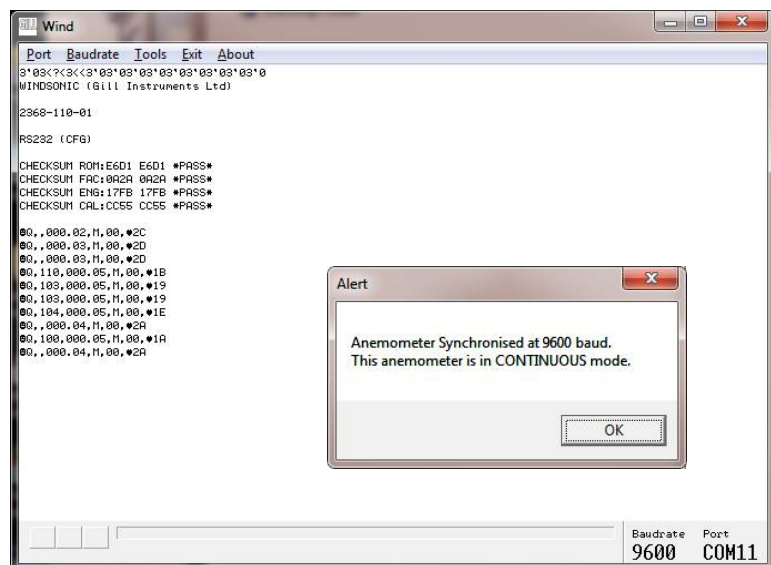 Wind
Port Baudrate Tools Exit About
3'03<?<3<<3'03'03'03'03'03'03'03'03'0
WINDSONIC (Gill Instruments Ltd)
2368-110-01
RS232 (CFG)
CHECKSUM ROM:E6D1 E6D1 *PASS*
CHECKSUM FAC:0A2A 0A2A *PASS*
CHECKSUM ENG:17FB 17FB *PASS*
CHECKSUM CAL:CC55 CC55 *PASS*
☻Q,,000.02,M,00,♥2C
☻Q,,000.03,M,00,♥2D
☻Q,,000.03,M,00,♥2D
☻Q,110,000.05,M,00,♥1B
☻Q,103,000.05,M,00,♥19
☻Q,103,000.05,M,00,♥19
☻Q,104,000.05,M,00,♥1E
☻Q,,000.04,M,00,♥2A
☻Q,100,000.05,M,00,♥1A
☻Q,,000.04,M,00,♥2A
Alert
Anemometer Synchronised at 9600 baud.
This anemometer is in CONTINUOUS mode.
OK
Baudrate Port
9600 COM11